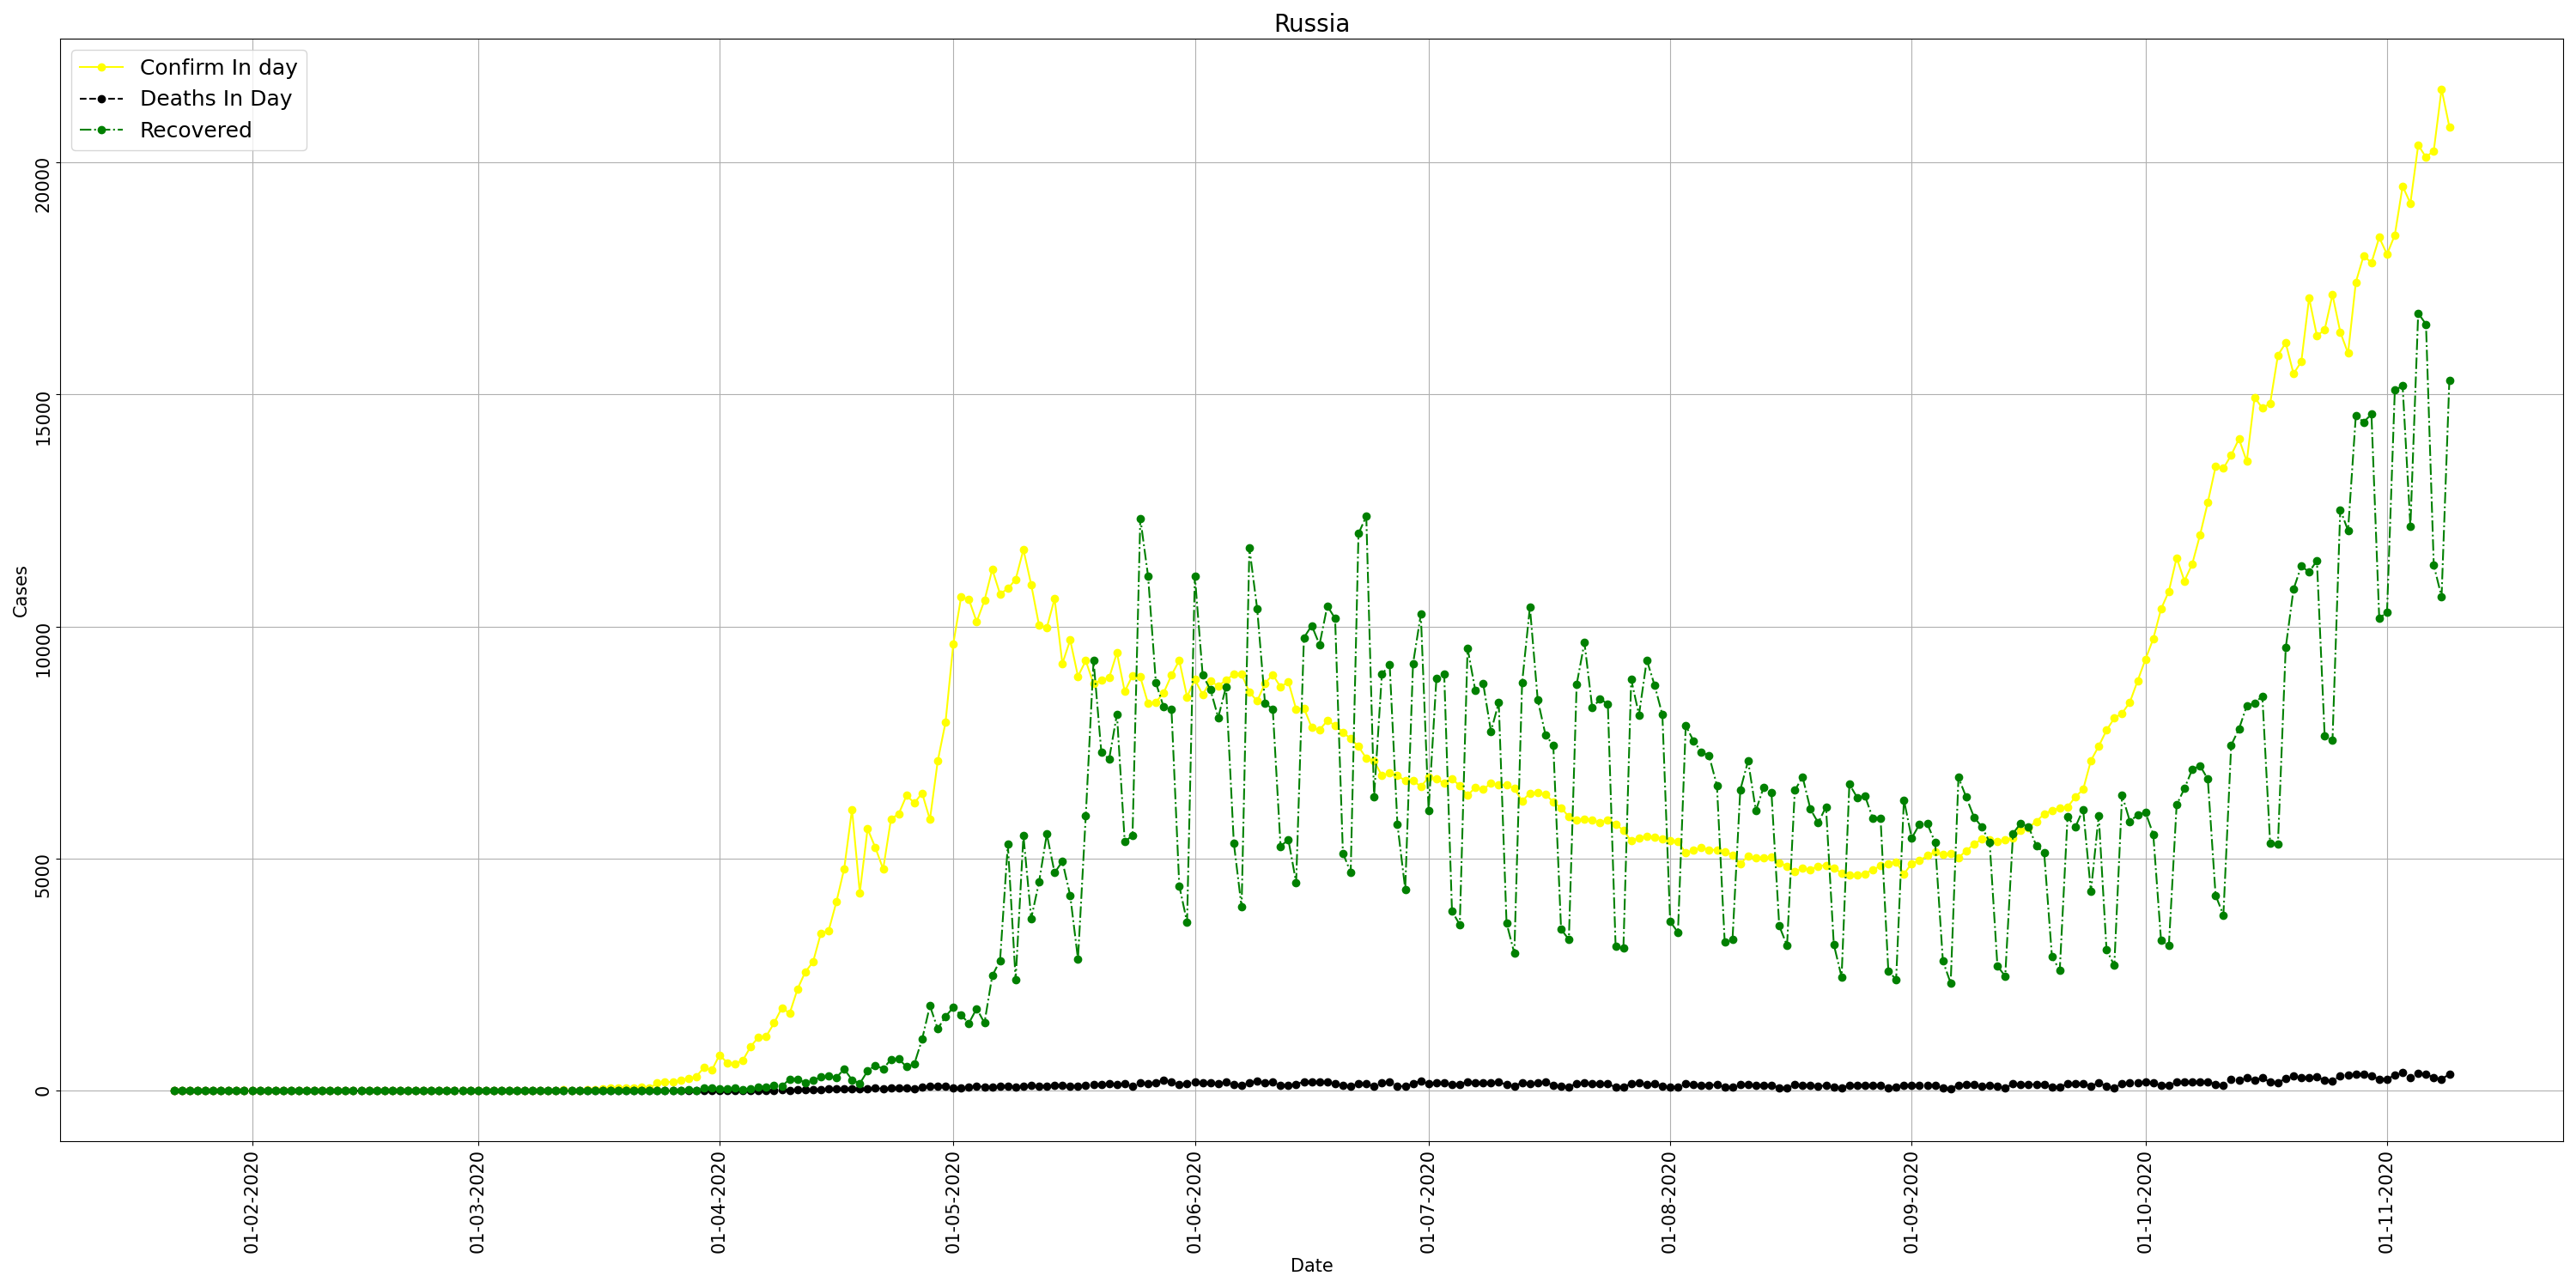 Russia
Confirm In day
Deaths In Day
Recovered
Cases
20000
15000
10000
5000
0
01-02-2020
01-03-2020
01-04-2020
01-05-2020
01-06-2020
01-07-2020
01-08-2020
01-09-2020
01-10-2020
01-11-2020
Date